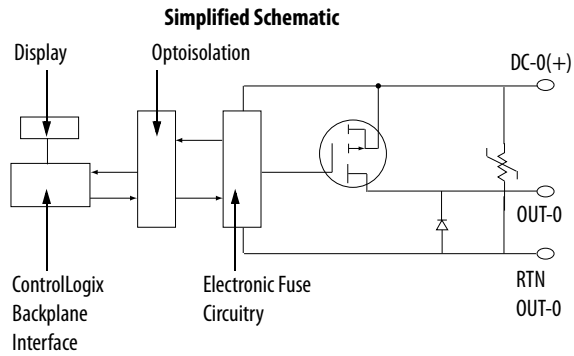 Simplified Schematic
Display
Optoisolation
DC-0(+)
OUT-0
RTN
OUT-0
ControlLogix
Backplane
Interface
Electronic Fuse
Circuitry